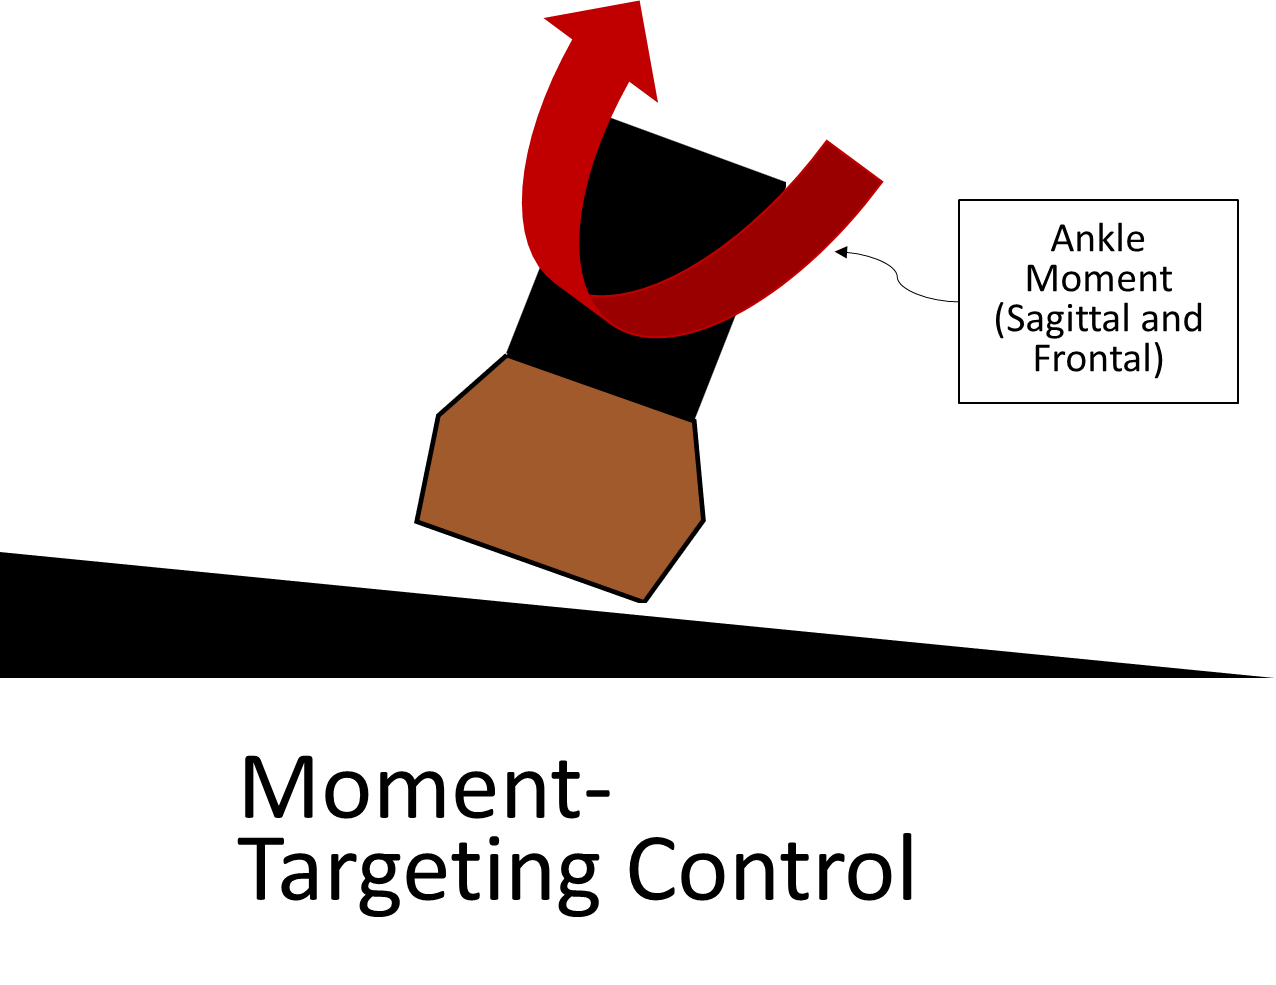 Ankle
Moment
(Sagittal and
Frontal)
Moment-
Targeting Control